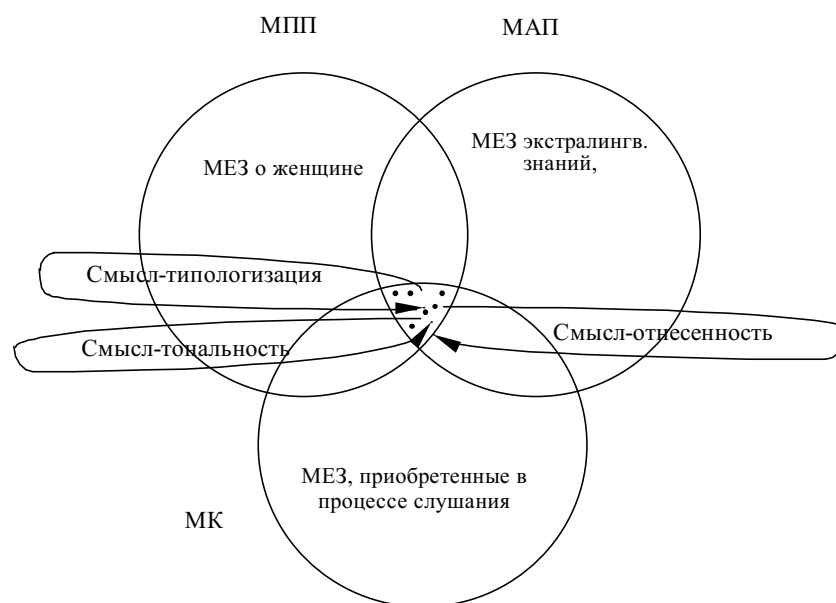 МПП
МАП
МЕЗ о женщине
МЕЗ экстралингв.
знаний,
Смысл-типологизация
Смысл-тональность
Смысл-отнесенность
МЕЗ, приобретенные в
процессе слушания
МК